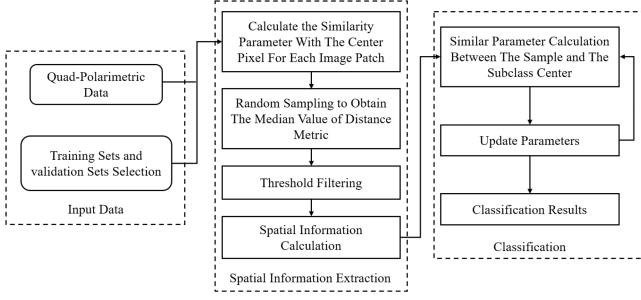 Quad-Polarimetric
Data
Training Sets and
validation Sets Selection
Input Data
Calculate the Similarity
Parameter With The Center
Pixel For Each Image Patch
Random Sampling to Obtain
The Median Value of Distance
Metric
Threshold Filtering
Spatial Information
Calculation
Spatial Information Extraction
Similar Parameter Calculation
Between The Sample and The
Subclass Center
Update Parameters
Classification Results
Classification